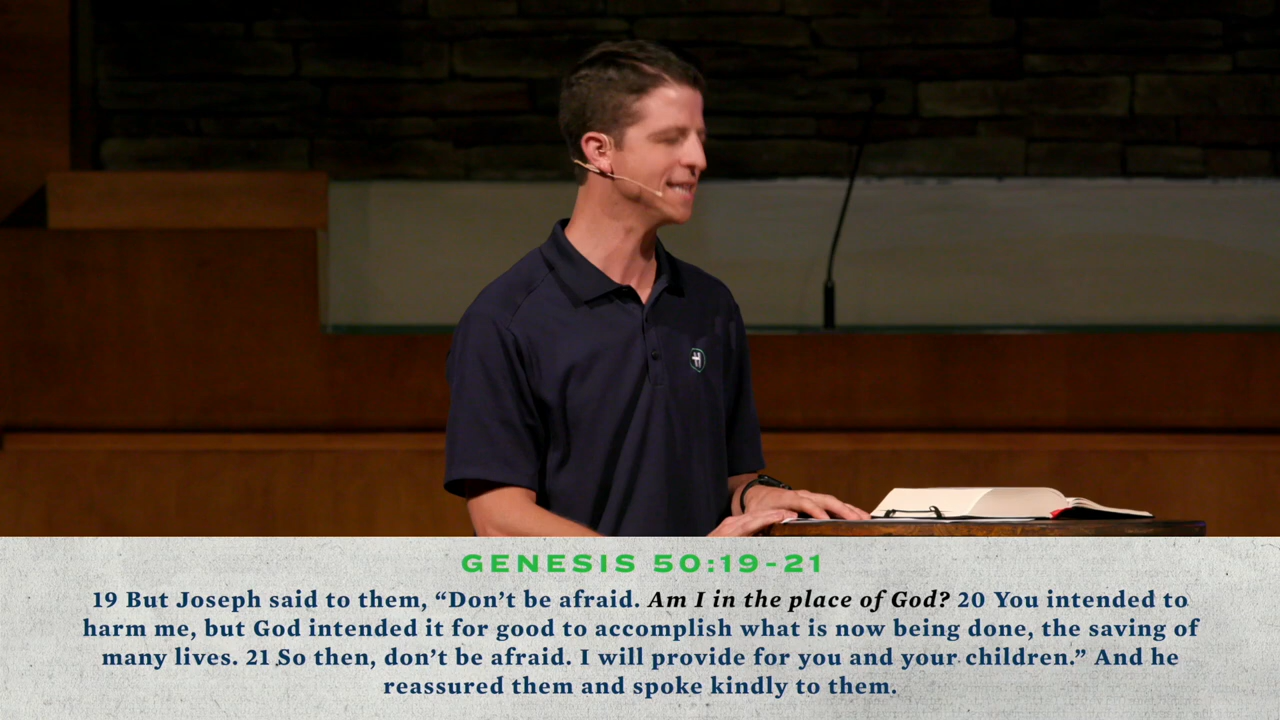 H
GENESIS 50:19-21
19 But Joseph said to them, “Don’t be afraid. Am I in the place of God? 20 You intended to
harm me, but God intended it for good to accomplish what is now being done, the saving of
many lives. 21 So then, don’t be afraid. I will provide for you and your children.” And he
reassured them and spoke kindly to them.